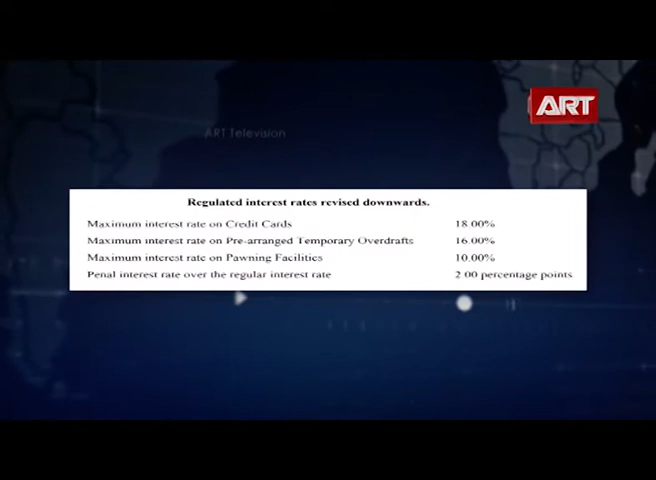 ART
ART Television
Regulated interest rates revised downwards.
Maximum interest rate on Credit Cards 18.00%
Maximum interest rate on Pre-arranged Temporary Overdrafts 16.00%
Maximum interest rate on Pawning Facilities 10.00%
Penal interest rate over the regular interest rate 2 00 percentage points